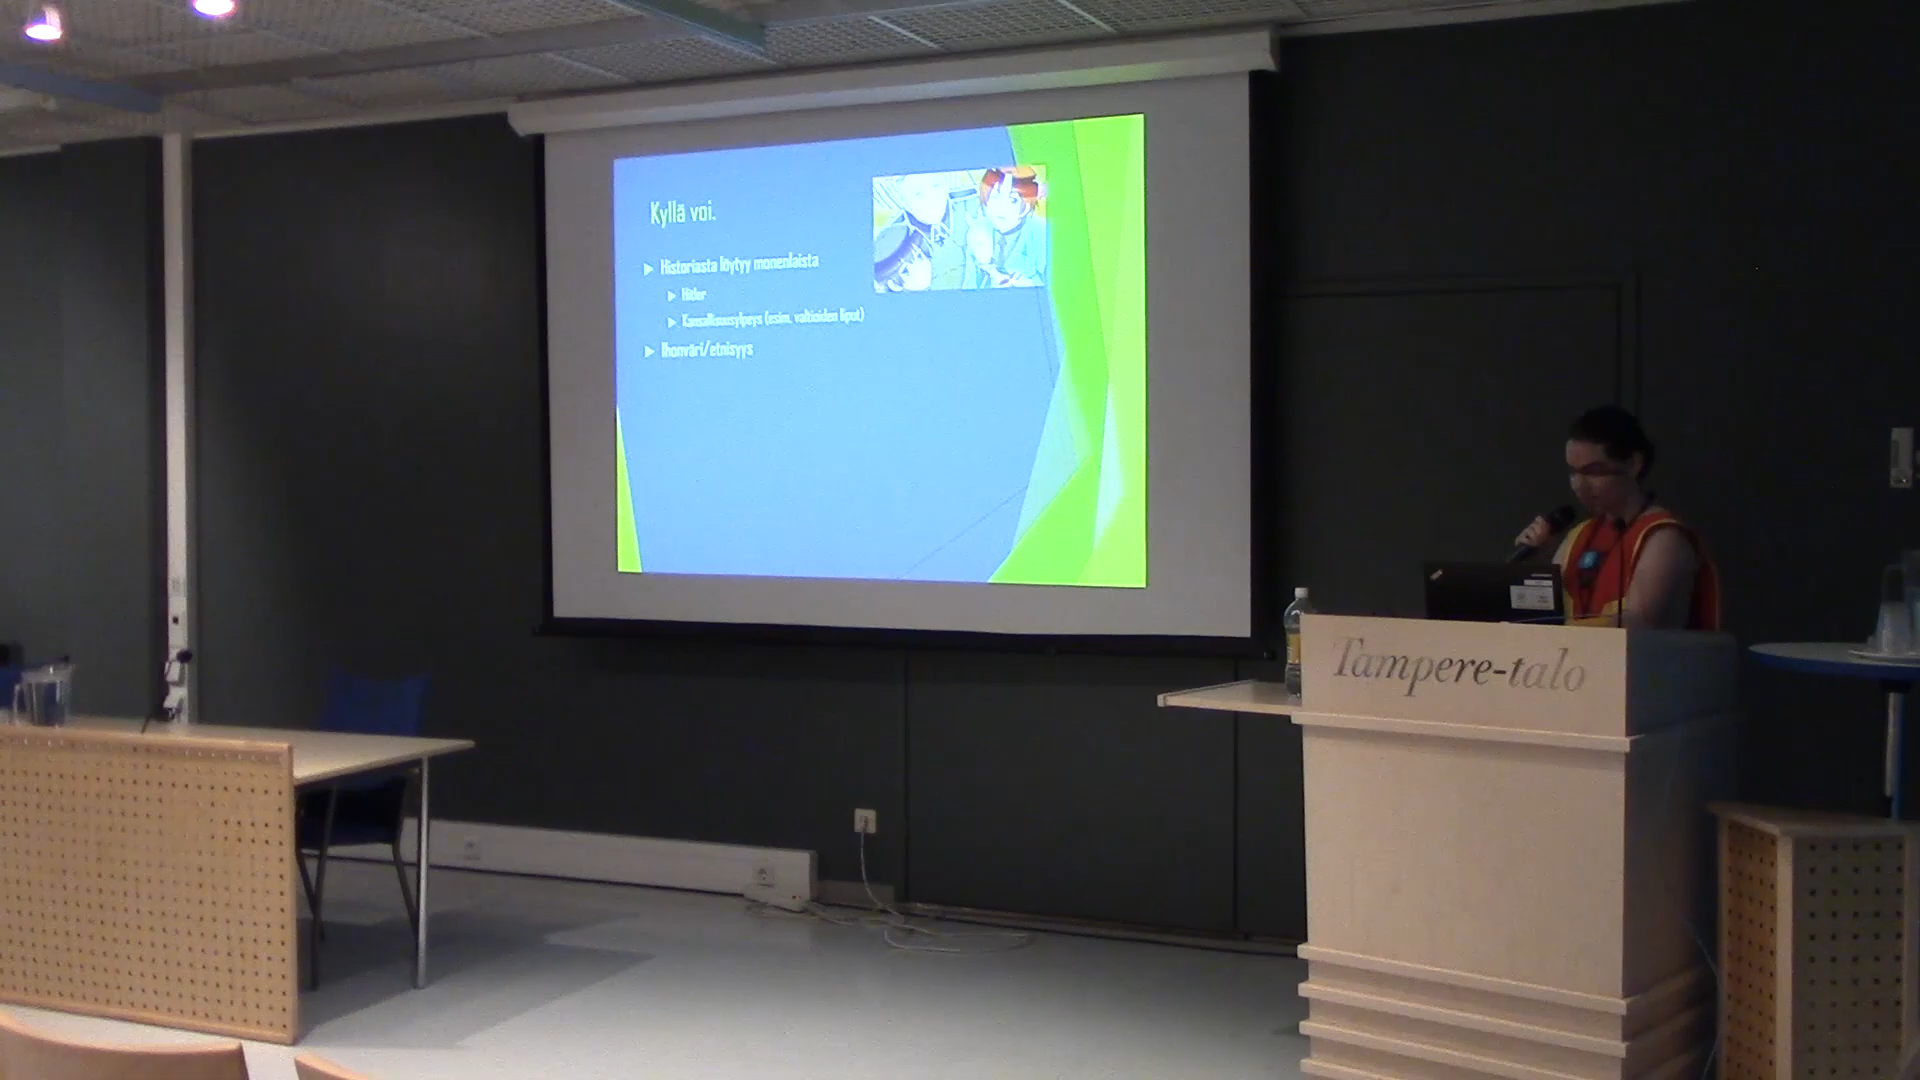 Kyllä voi.
Historiasta löytyy monenlaista
Hitler
Kansallisuusylpeys (esim. valtioiden liput)
Ihonväri/etnisyys
Tampere-talo